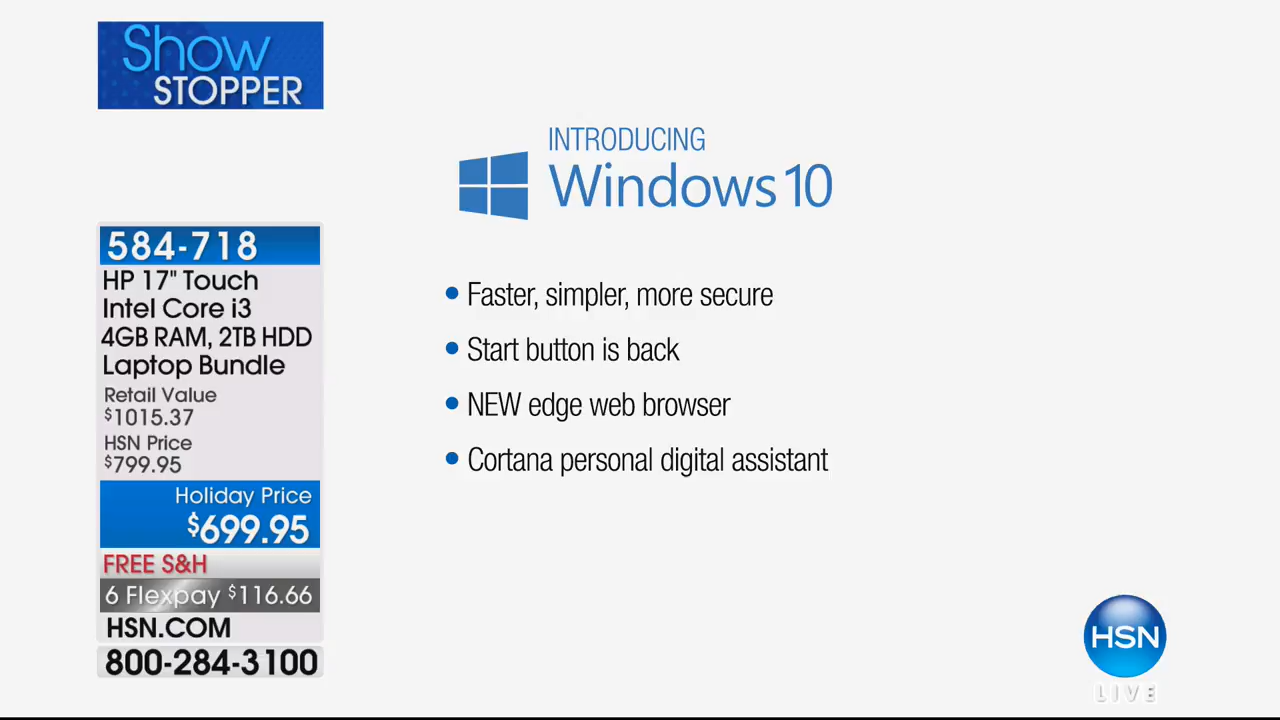 Show
STOPPER
INTRODUCING
Windows 10
584-718
HP 17" Touch
Intel Core i3
4GB RAM, 2TB HDD
Laptop Bundle
Retail Value
$1015.37
HSN Price
$799.95
Holiday Price
$699.95
FREE S&H
6 Flexpay $116.66
HSN.COM
800-284-3100
• Faster, simpler, more secure
• Start button is back
• NEW edge web browser
• Cortana personal digital assistant
HSN
LIVE